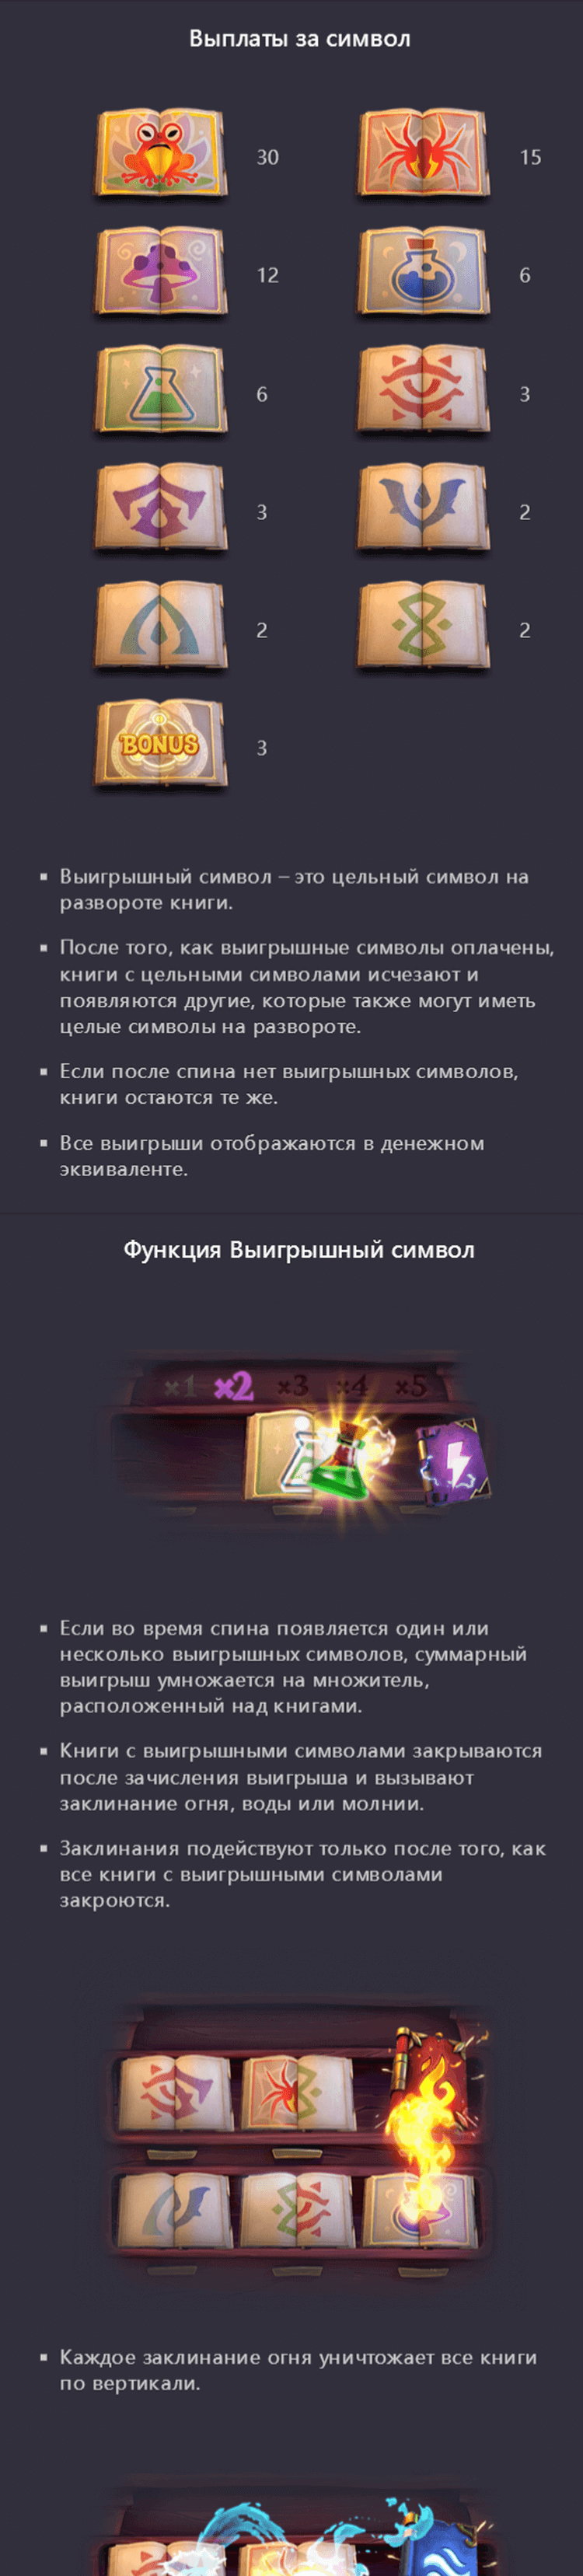 Выплаты за символ
30
15
12
6
6
3
3
2
2
2
BONUS
3
Выигрышный символ – это цельный символ на
развороте книги.
После того, как выигрышные символы оплачены,
книги с цельными символами исчезают и
появляются другие, которые также могут иметь
целые символы на развороте.
Если после спина нет выигрышных символов,
книги остаются те же.
Все выигрыши отображаются в денежном
эквиваленте.
Функция Выигрышный символ
x1 x2 x3 x4 x5
Если во время спина появляется один или
несколько выигрышных символов, суммарный
выигрыш умножается на множитель,
расположенный над книгами.
Книги с выигрышными символами закрываются
после зачисления выигрыша и вызывают
заклинание огня, воды или молнии.
Заклинания подействуют только после того, как
все книги с выигрышными символами
закроются.
Каждое заклинание огня уничтожает все книги
по вертикали.